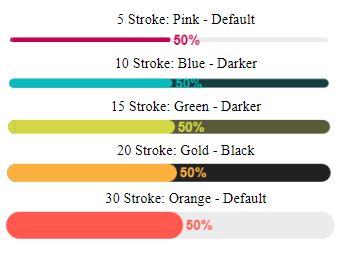 5 Stroke: Pink - Default
50%
10 Stroke: Blue - Darker
50%
15 Stroke: Green - Darker
50%
20 Stroke: Gold - Black
50%
30 Stroke: Orange - Default
50%